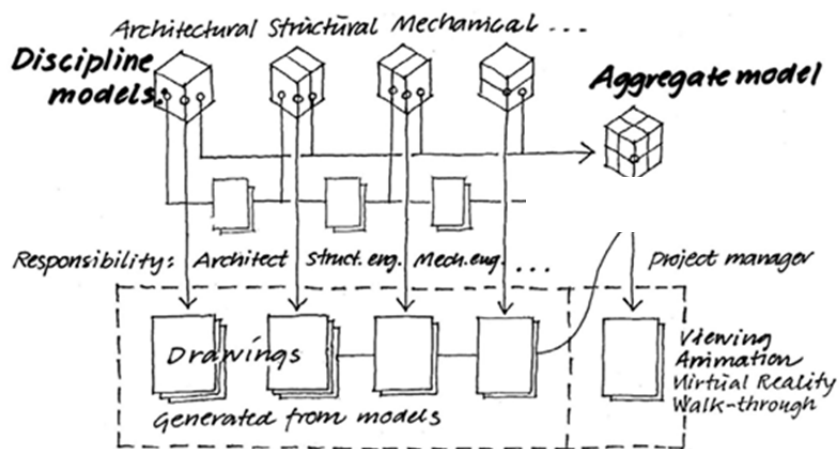 Architectural Structural Mechanical ...
Discipline models.
Aggregate model
Responsibility: Architect Struct.eng. Mech.eng. ... Project manager
Drawings
Generated from models
Viewing
Animation
Virtual Reality
Walk-through